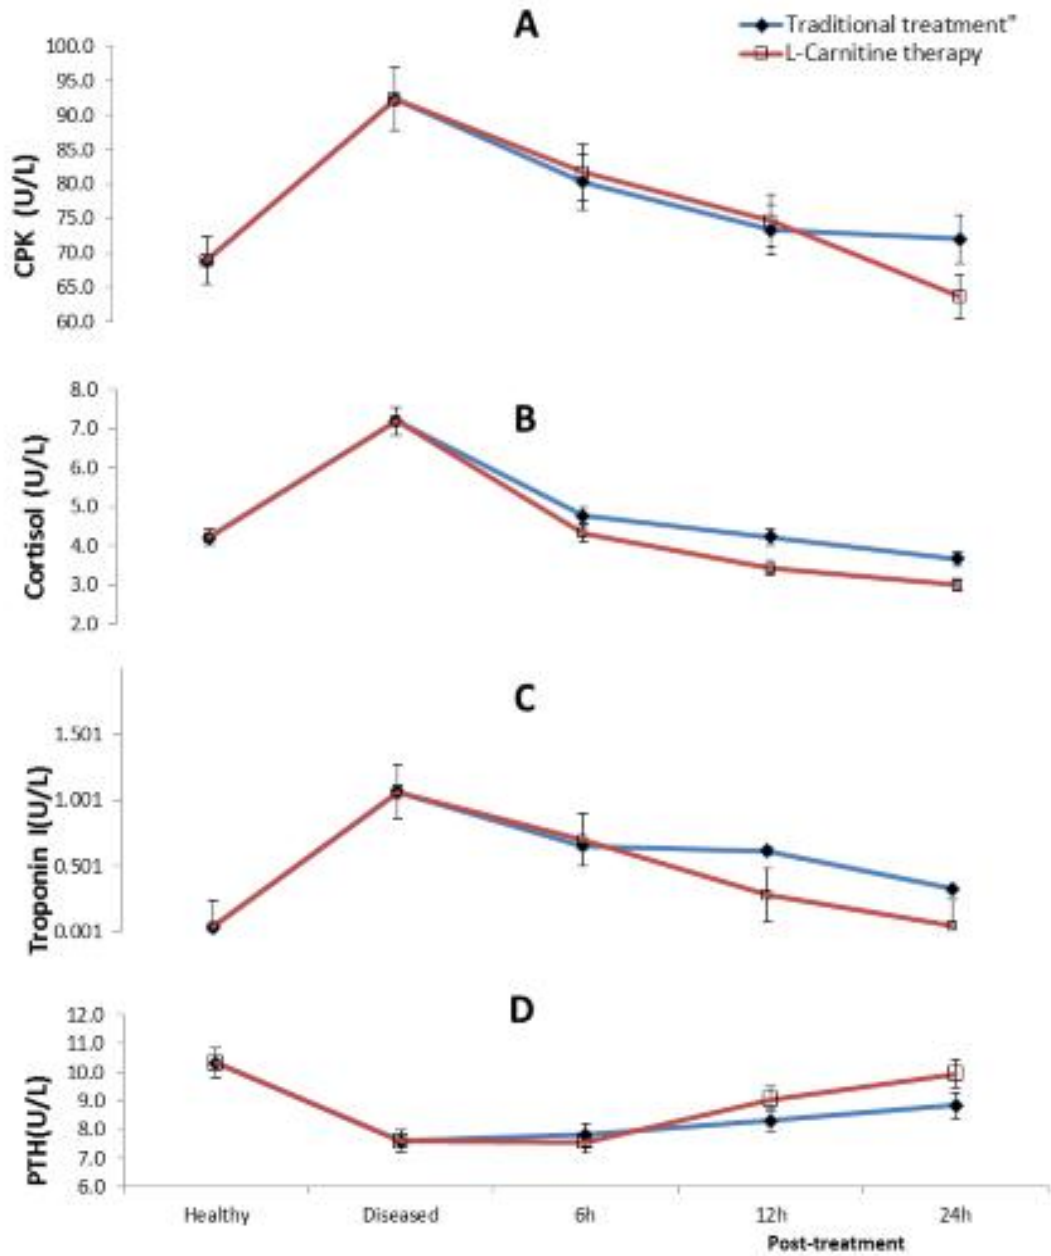 A
Traditional treatment*
L-Carnitine therapy
100.0
95.0
90.0
85.0
80.0
75.0
70.0
65.0
60.0
CPK (U/L)
B
8.0
7.0
6.0
5.0
4.0
3.0
2.0
Cortisol (U/L)
C
1.501
1.001
0.501
0.001
Troponin I(U/L)
D
12.0
11.0
10.0
9.0
8.0
7.0
6.0
PTH(U/L)
Healthy Diseased 6h 12h 24h
Post-treatment